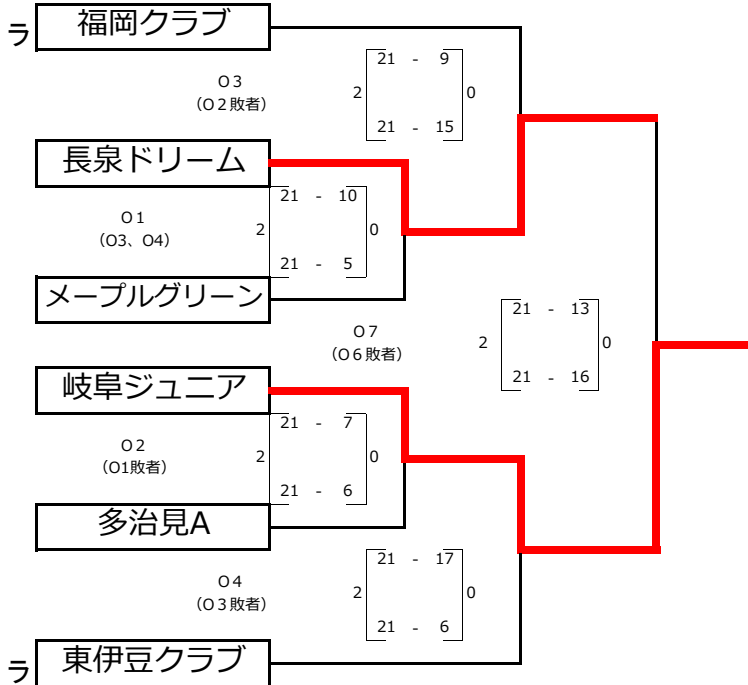 ラ 福岡クラブ
21 - 9
O3
2 0
(O2敗者)
21 - 15
長泉ドリーム
21 - 10
O1
2 0
(O3、O4)
21 - 5
メープルグリーン
21 - 13
O7
2 0
(O6敗者)
21 - 16
岐阜ジュニア
21 - 7
O2
2 0
(O1敗者)
21 - 6
多治見A
21 - 17
O4
2 0
(O3敗者)
21 - 6
ラ 東伊豆クラブ